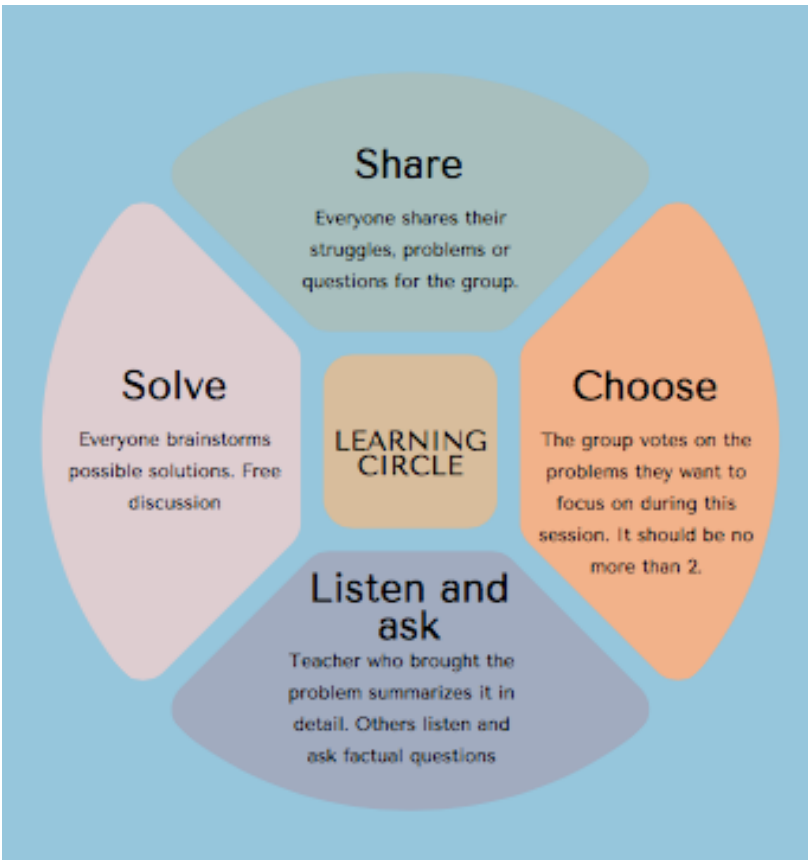 Share
Everyone shares their
struggles, problems or
questions for the group.
Choose
The group votes on the
problems they want to
focus on during this
session. It should be no
more than 2.
Listen and
ask
Teacher who brought the
problem summarizes it in
detail. Others listen and
ask factual questions
Solve
Everyone brainstorms
possible solutions. Free
discussion
LEARNING
CIRCLE